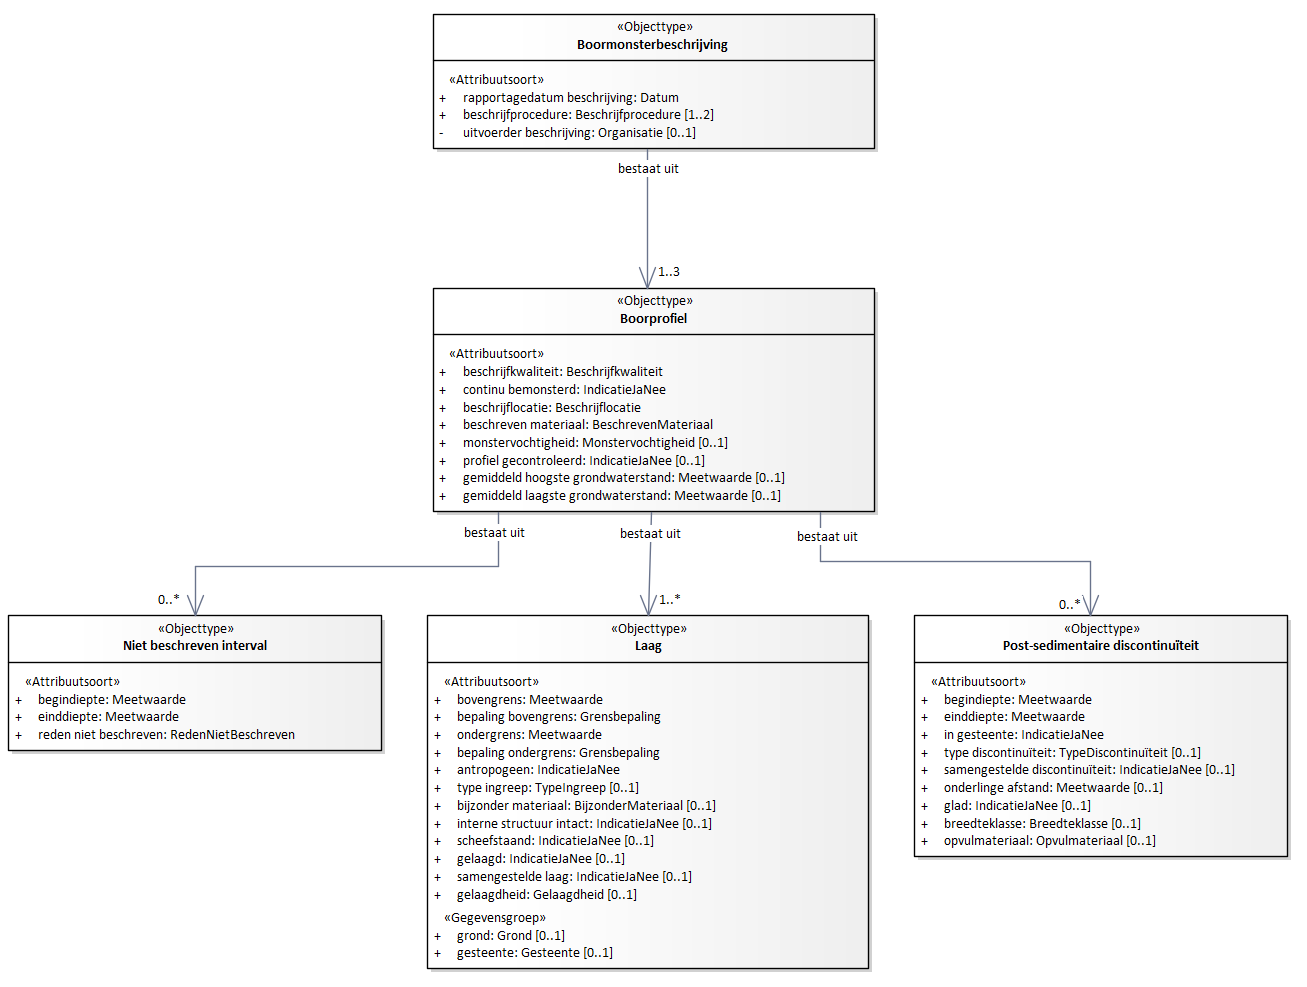 «Objecttype»
Boormonsterbeschrijving
«Attribuutsoort»
+ rapportagedatum beschrijving: Datum
+ beschrijfprocedure: Beschrijfprocedure [1..2]
- uitvoerder beschrijving: Organisatie [0..1]
bestaat uit
1..3
«Objecttype»
Boorprofiel
«Attribuutsoort»
+ beschrijfkwaliteit: Beschrijfkwaliteit
+ continu bemonsterd: IndicatieJaNee
+ beschrijflocatie: Beschrijflocatie
+ beschreven materiaal: BeschrevenMateriaal
+ monstervochtigheid: Monstervochtigheid [0..1]
+ profiel gecontroleerd: IndicatieJaNee [0..1]
+ gemiddeld hoogste grondwaterstand: Meetwaarde [0..1]
+ gemiddeld laagste grondwaterstand: Meetwaarde [0..1]
bestaat uit
bestaat uit
bestaat uit
0..*
1..*
0..*
«Objecttype»
Niet beschreven interval
«Attribuutsoort»
+ begindiepte: Meetwaarde
+ einddiepte: Meetwaarde
+ reden niet beschreven: RedenNietBeschreven
«Objecttype»
Laag
«Attribuutsoort»
+ bovengrens: Meetwaarde
+ bepaling bovengrens: Grensbepaling
+ ondergrens: Meetwaarde
+ bepaling ondergrens: Grensbepaling
+ antropogeen: IndicatieJaNee
+ type ingreep: TypeIngreep [0..1]
+ bijzonder materiaal: BijzonderMateriaal [0..1]
+ interne structuur intact: IndicatieJaNee [0..1]
+ scheefstaand: IndicatieJaNee [0..1]
+ gelaagd: IndicatieJaNee [0..1]
+ samengestelde laag: IndicatieJaNee [0..1]
+ gelaagdheid: Gelaagdheid [0..1]
«Gegevensgroep»
+ grond: Grond [0..1]
+ gesteente: Gesteente [0..1]
«Objecttype»
Post-sedimentaire discontinuïteit
«Attribuutsoort»
+ begindiepte: Meetwaarde
+ einddiepte: Meetwaarde
+ in gesteente: IndicatieJaNee
+ type discontinuïteit: TypeDiscontinuïteit [0..1]
+ samengestelde discontinuïteit: IndicatieJaNee [0..1]
+ onderlinge afstand: Meetwaarde [0..1]
+ glad: IndicatieJaNee [0..1]
+ breedteklasse: Breedteklasse [0..1]
+ opvulmateriaal: Opvulmateriaal [0..1]